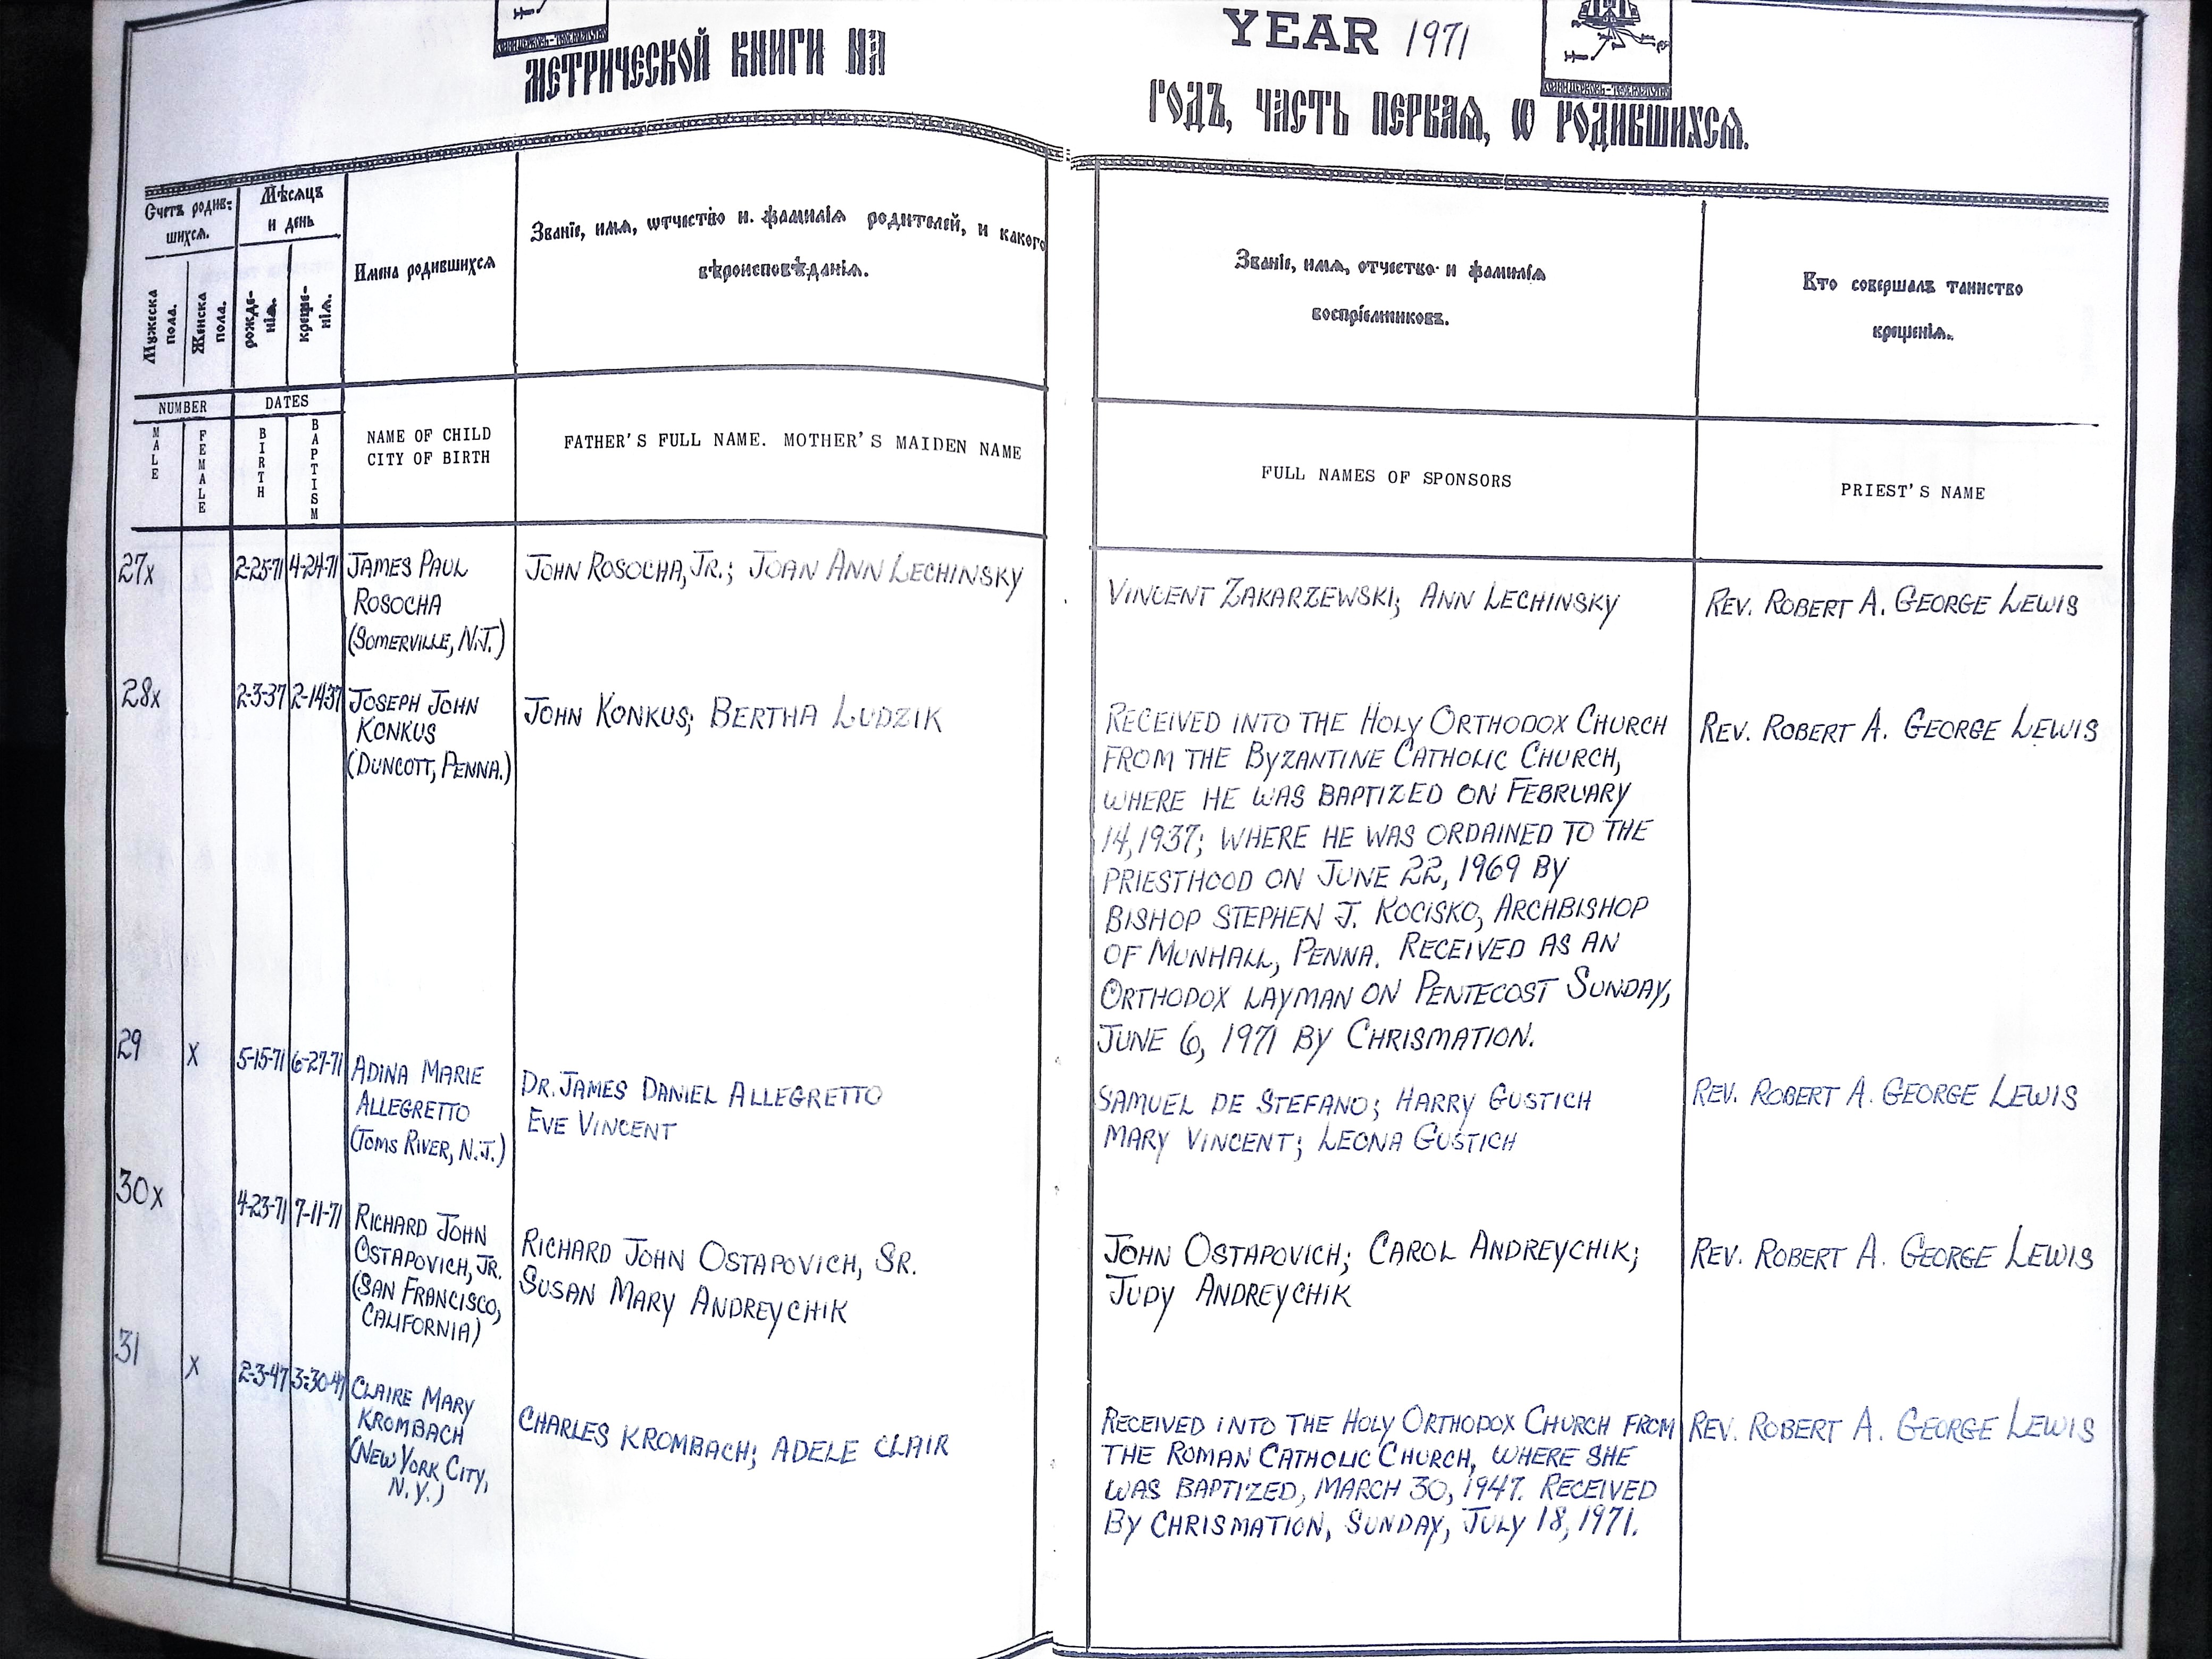 МЕТРИЧЕСКОЙ КНИГИ НА
YEAR 1971
ГОДЪ, ЧАСТЬ ПЕРВАЯ, Ѡ РОДИВШИХСЯ.
Счетъ родив-
шихся.
Мѣсяцъ
и день
Мужеска
пола.
Женска
пола.
рожде-
нія.
креще-
нія.
Имена родившихся
Званіе, имя, ѡтчество и. фамилія родителей, и какого
вѣроисповѣданія.
Званіе, имя, отчество и фамилія
воспріемниковъ.
Кто совершалъ таинство
крещенія.
NUMBER
DATES
MALE
FEMALE
BIRTH
BAPTISM
NAME OF CHILD
CITY OF BIRTH
FATHER'S FULL NAME. MOTHER'S MAIDEN NAME
FULL NAMES OF SPONSORS
PRIEST'S NAME
27x 2-25-71 4-24-71 JAMES PAUL
ROSOCHA
(SOMERVILLE, N.J.)
JOHN ROSOCHA, JR.; JOAN ANN LECHINSKY
VINCENT ZAKARZEWSKI; ANN LECHINSKY
REV. ROBERT A. GEORGE LEWIS
28x 2-3-37 2-14-37 JOSEPH JOHN
KONKUS
(DUNCOTT, PENNA.)
JOHN KONKUS; BERTHA LUDZIK
RECEIVED INTO THE HOLY ORTHODOX CHURCH
FROM THE BYZANTINE CATHOLIC CHURCH,
WHERE HE WAS BAPTIZED ON FEBRUARY
14, 1937; WHERE HE WAS ORDAINED TO THE
PRIESTHOOD ON JUNE 22, 1969 BY
BISHOP STEPHEN J. KOCISKO, ARCHBISHOP
OF MUNHALL, PENNA. RECEIVED AS AN
ORTHODOX LAYMAN ON PENTECOST SUNDAY,
JUNE 6, 1971 BY CHRISMATION.
REV. ROBERT A. GEORGE LEWIS
29 X 5-15-71 6-27-71 ADINA MARIE
ALLEGRETTO
(TOMS RIVER, N.J.)
DR. JAMES DANIEL ALLEGRETTO
EVE VINCENT
SAMUEL DE STEFANO; HARRY GUSTICH
MARY VINCENT; LEONA GUSTICH
REV. ROBERT A. GEORGE LEWIS
30x 4-23-71 7-11-71 RICHARD JOHN
OSTAPOVICH, JR.
(SAN FRANCISCO,
CALIFORNIA)
RICHARD JOHN OSTAPOVICH, SR.
SUSAN MARY ANDREYCHIK
JOHN OSTAPOVICH; CAROL ANDREYCHIK;
JUDY ANDREYCHIK
REV. ROBERT A. GEORGE LEWIS
31 X 2-3-47 3-30-47 CLAIRE MARY
KROMBACH
(NEW YORK CITY,
N.Y.)
CHARLES KROMBACH; ADELE CLAIR
RECEIVED INTO THE HOLY ORTHODOX CHURCH FROM
THE ROMAN CATHOLIC CHURCH, WHERE SHE
WAS BAPTIZED, MARCH 30, 1947. RECEIVED
BY CHRISMATION, SUNDAY, JULY 18, 1971.
REV. ROBERT A. GEORGE LEWIS